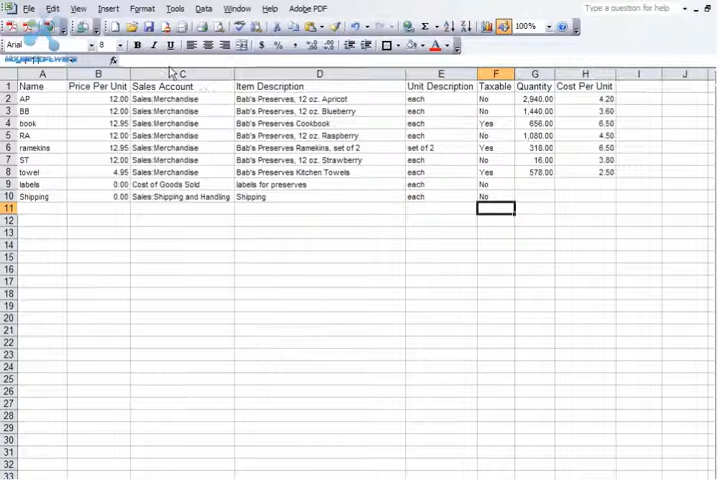 File Edit View Insert Format Tools Data Window Help Adobe PDF Type a question for help
100%
Arial 8 B I U $ % ,
fx
A B C D E F G H I J
1 Name Price Per Unit Sales Account Item Description Unit Description Taxable Quantity Cost Per Unit
2 AP 12.00 Sales:Merchandise Bab's Preserves, 12 oz. Apricot each No 2,940.00 4.20
3 BB 12.00 Sales:Merchandise Bab's Preserves, 12 oz. Blueberry each No 1,440.00 3.60
4 book 12.95 Sales:Merchandise Bab's Preserves Cookbook each Yes 656.00 6.50
5 RA 12.00 Sales:Merchandise Bab's Preserves, 12 oz. Raspberry each No 1,080.00 4.50
6 ramekins 12.95 Sales:Merchandise Bab's Preserves Ramekins, set of 2 set of 2 Yes 318.00 6.50
7 ST 12.00 Sales:Merchandise Bab's Preserves, 12 oz. Strawberry each No 16.00 3.80
8 towel 4.95 Sales:Merchandise Bab's Preserves Kitchen Towels each Yes 578.00 2.50
9 labels 0.00 Cost of Goods Sold labels for preserves each No
10 Shipping 0.00 Sales:Shipping and Handling Shipping each No
11
12
13
14
15
16
17
18
19
20
21
22
23
24
25
26
27
28
29
30
31
32
33